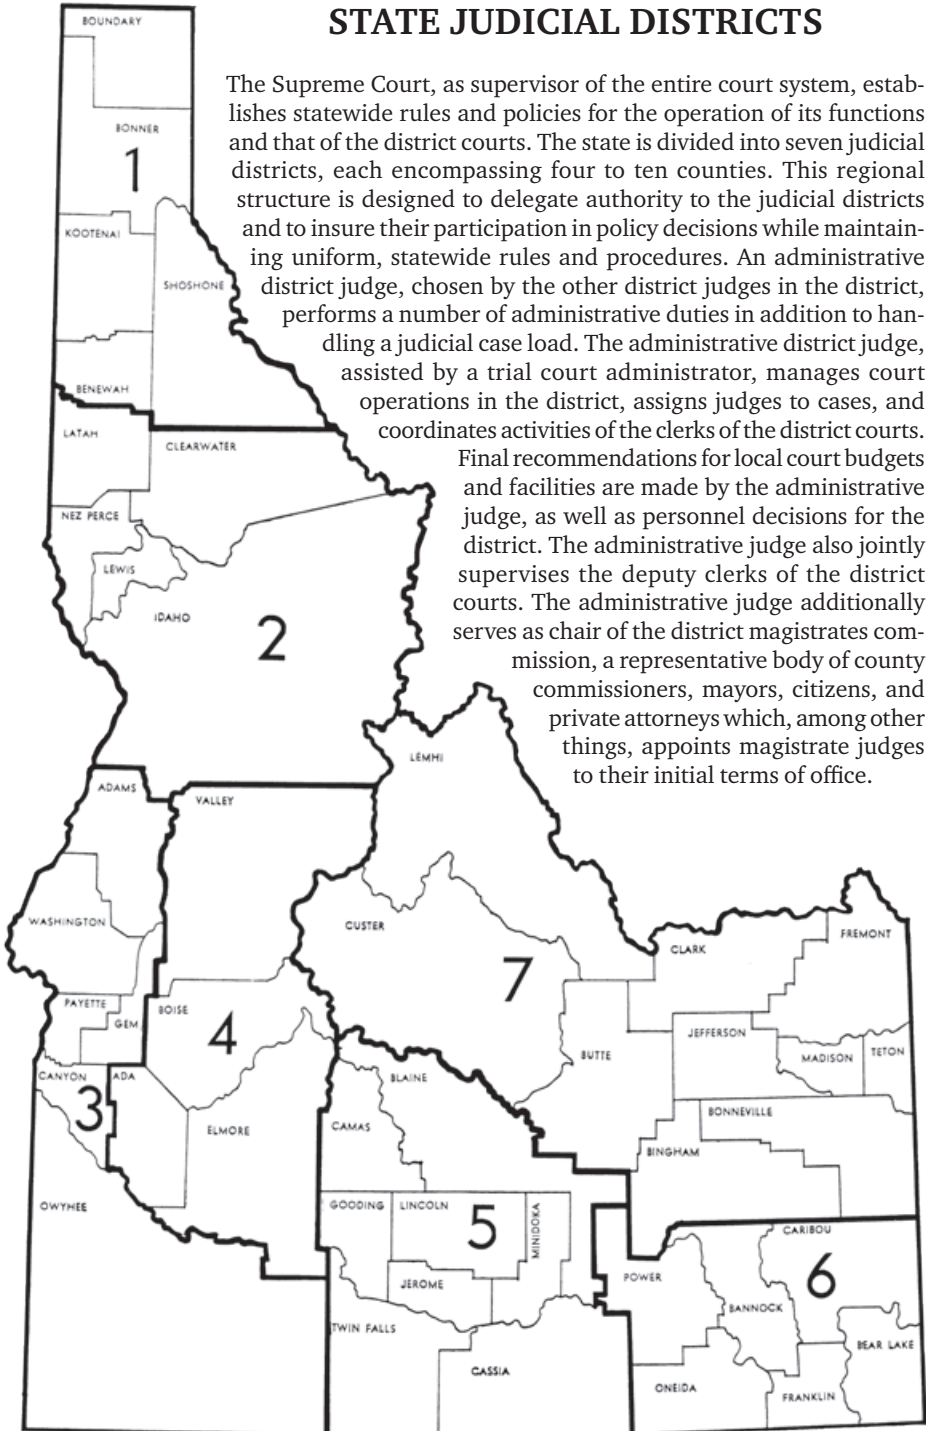 STATE JUDICIAL DISTRICTS
The Supreme Court, as supervisor of the entire court system, estab-
lishes statewide rules and policies for the operation of its functions
and that of the district courts. The state is divided into seven judicial
districts, each encompassing four to ten counties. This regional
structure is designed to delegate authority to the judicial districts
and to insure their participation in policy decisions while maintain-
ing uniform, statewide rules and procedures. An administrative
district judge, chosen by the other district judges in the district,
performs a number of administrative duties in addition to han-
dling a judicial case load. The administrative district judge,
assisted by a trial court administrator, manages court
operations in the district, assigns judges to cases, and
coordinates activities of the clerks of the district courts.
Final recommendations for local court budgets
and facilities are made by the administrative
judge, as well as personnel decisions for the
district. The administrative judge also jointly
supervises the deputy clerks of the district
courts. The administrative judge additionally
serves as chair of the district magistrates com-
mission, a representative body of county
commissioners, mayors, citizens, and
private attorneys which, among other
things, appoints magistrate judges
to their initial terms of office.
BOUNDARY
BONNER
1
KOOTENAI
SHOSHONE
BENEWAH
LATAH
CLEARWATER
NEZ PERCE
LEWIS
IDAHO
2
LEMHI
ADAMS
VALLEY
WASHINGTON
CUSTER
CLARK
FREMONT
7
PAYETTE
GEM
BOISE
4
JEFFERSON
MADISON
TETON
BUTTE
CANYON
ADA
3
BLAINE
ELMORE
CAMAS
BONNEVILLE
BINGHAM
OWYHEE
GOODING
LINCOLN
5
MINIDOKA
CARIBOU
6
JEROME
POWER
BANNOCK
TWIN FALLS
CASSIA
BEAR LAKE
ONEIDA
FRANKLIN